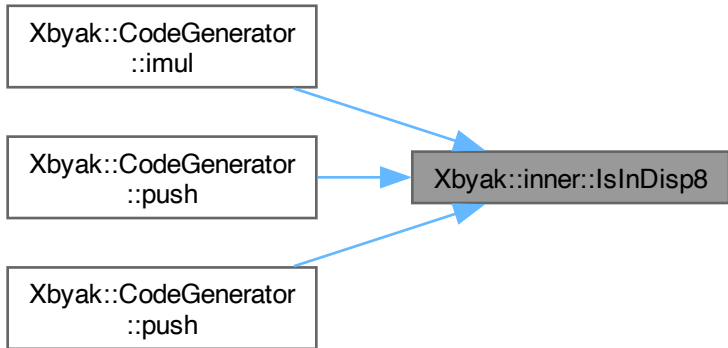 Xbyak::CodeGenerator
::imul
Xbyak::CodeGenerator
::push
Xbyak::inner::IsInDisp8
Xbyak::CodeGenerator
::push